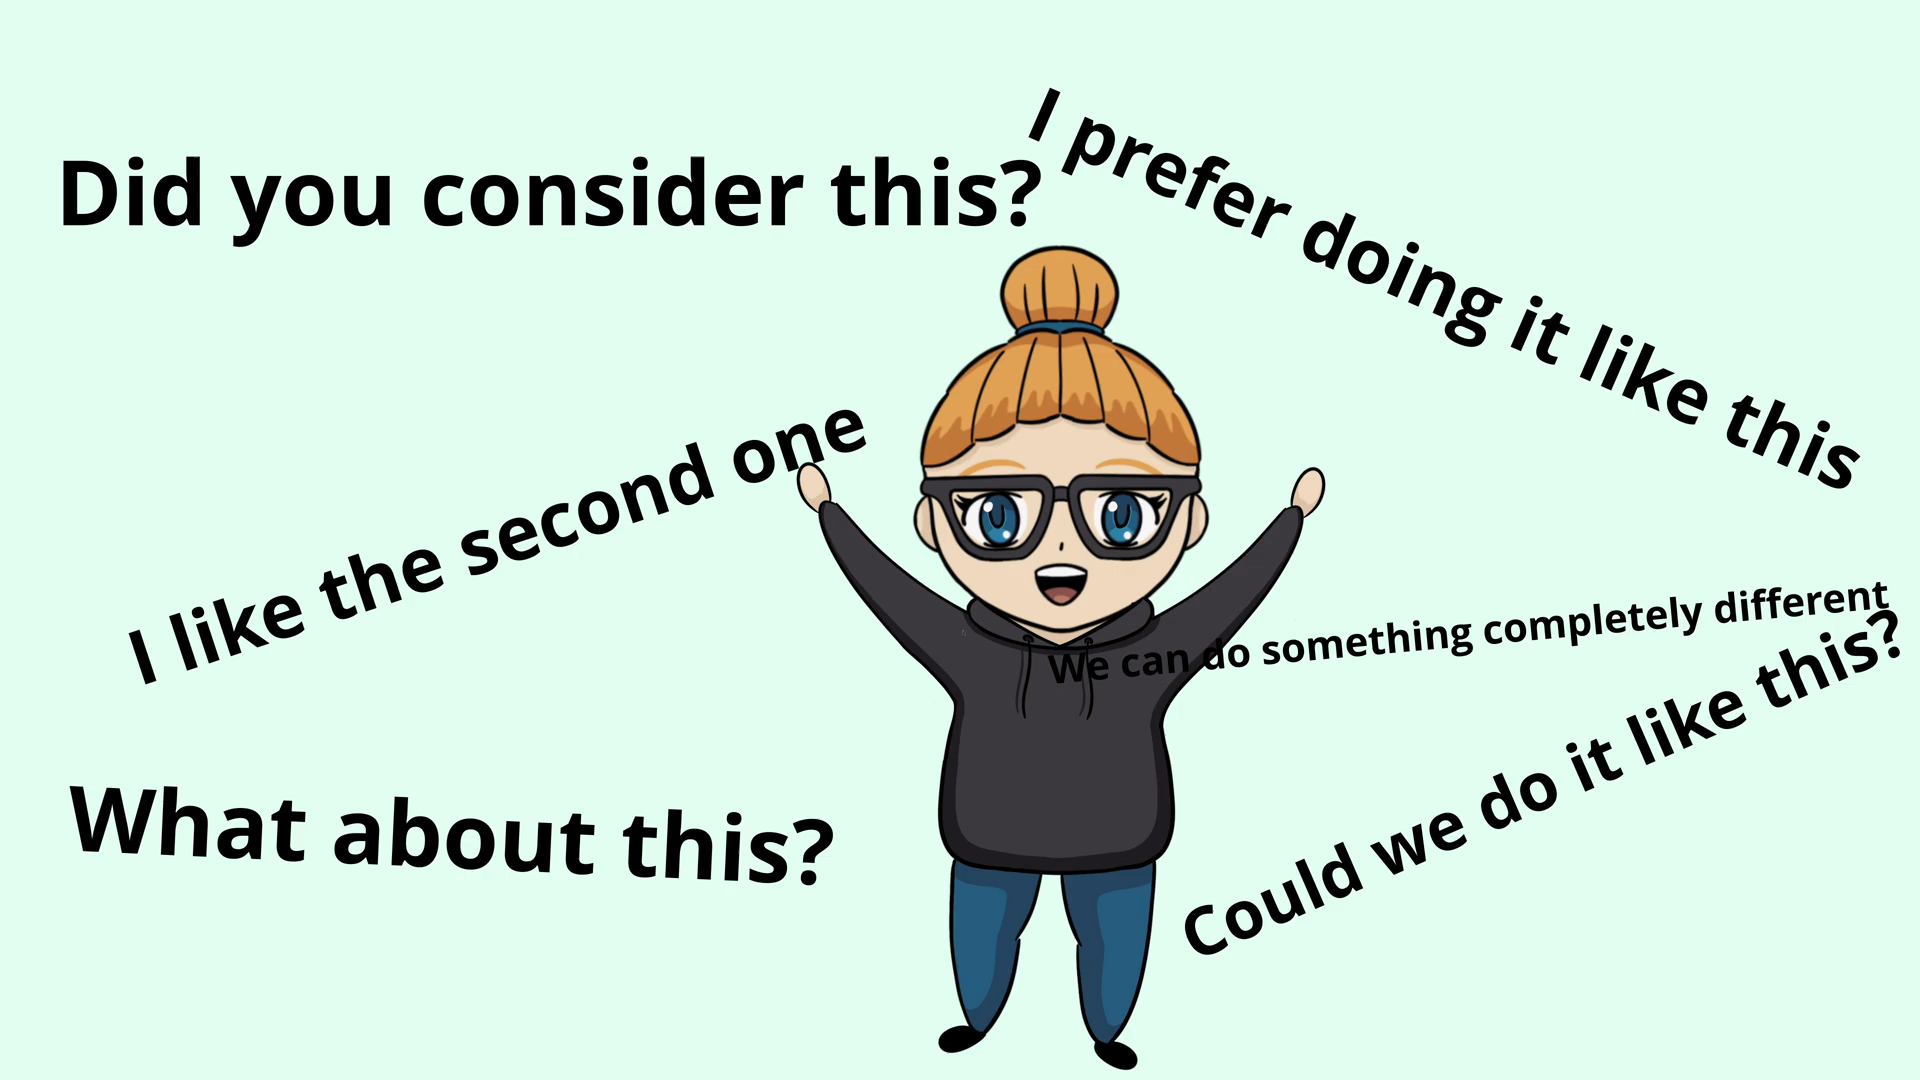 Did you consider this?
I prefer doing it like this
I like the second one
We can do something completely different
What about this?
Could we do it like this?